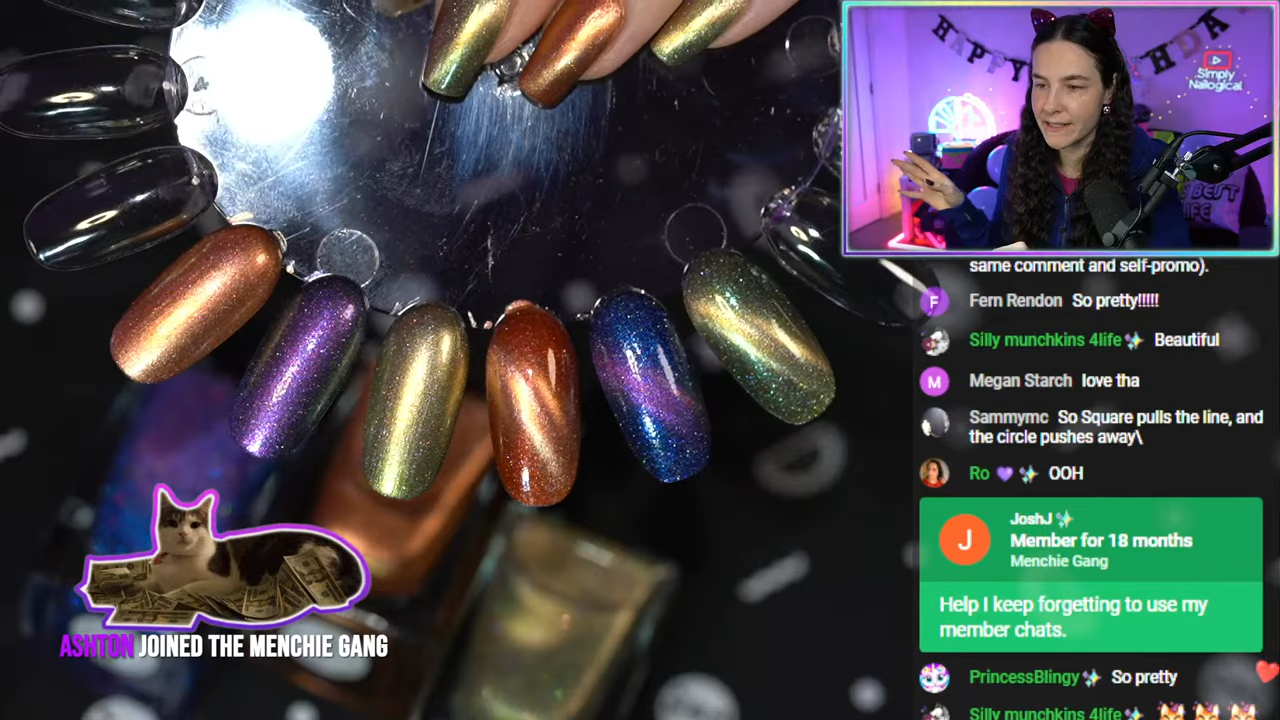 HAPPY
HDA
Simply
Nailogical
BEST
LIFE
same comment and self-promo).
F
Fern Rendon So pretty!!!!!
Silly munchkins 4life Beautiful
M
Megan Starch love tha
Sammymc So Square pulls the line, and
the circle pushes away\
Ro OOH
J
JoshJ
Member for 18 months
Menchie Gang
Help I keep forgetting to use my
member chats.
PrincessBlingy So pretty
Silly munchkins 4life
ASHTON JOINED THE MENCHIE GANG